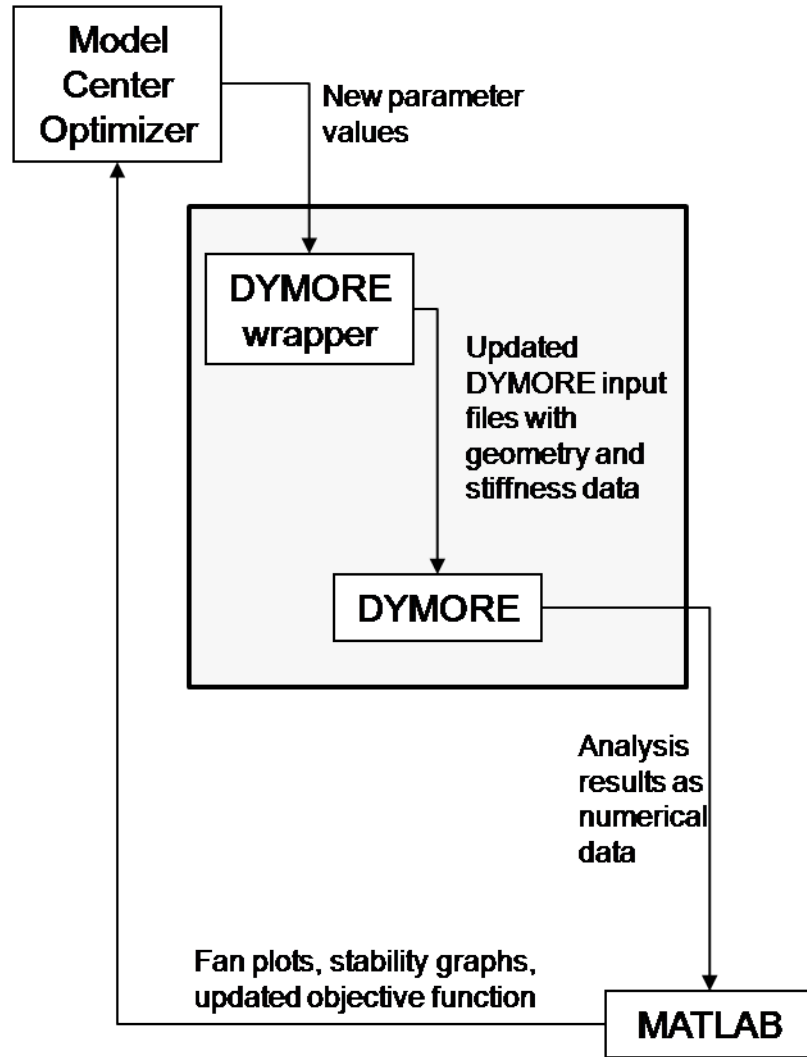 Model
Center
Optimizer
New parameter
values
DYMORE
wrapper
Updated
DYMORE input
files with
geometry and
stiffness data
DYMORE
Analysis
results as
numerical
data
Fan plots, stability graphs,
updated objective function
MATLAB